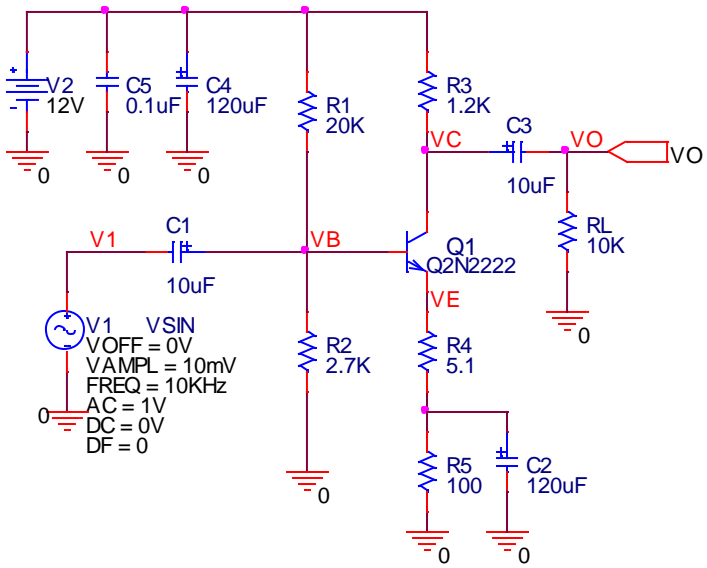 V2
12V
0
C5
0.1uF
0
C4
120uF
0
R1
20K
R3
1.2K
VC
C3
10uF
VO
VO
RL
10K
0
V1
C1
10uF
VB
Q1
Q2N2222
VE
V1 VSIN
VOFF = 0V
VAMPL = 10mV
FREQ = 10KHz
AC = 1V
DC = 0V
DF = 0
0
R2
2.7K
0
R4
5.1
R5
100
0
C2
120uF
0